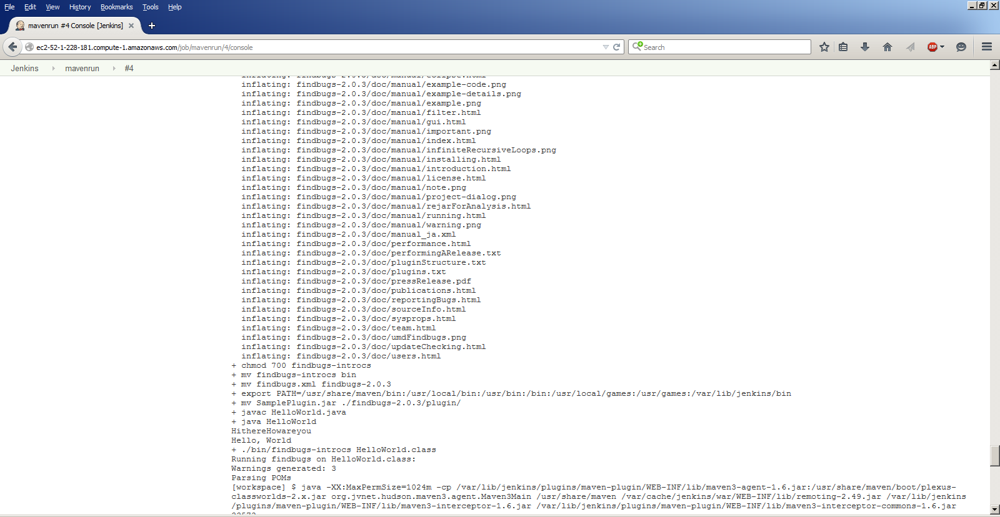 File Edit View History Bookmarks Tools Help
mavenrun #4 Console [Jenkins]
ec2-52-1-228-181.compute-1.amazonaws.com/job/mavenrun/4/console
Search
ABP
Jenkins mavenrun #4
inflating: findbugs-2.0.3/doc/manual/eclipse.html
inflating: findbugs-2.0.3/doc/manual/example-code.png
inflating: findbugs-2.0.3/doc/manual/example-details.png
inflating: findbugs-2.0.3/doc/manual/example.png
inflating: findbugs-2.0.3/doc/manual/filter.html
inflating: findbugs-2.0.3/doc/manual/gui.html
inflating: findbugs-2.0.3/doc/manual/important.png
inflating: findbugs-2.0.3/doc/manual/index.html
inflating: findbugs-2.0.3/doc/manual/infiniteRecursiveLoops.png
inflating: findbugs-2.0.3/doc/manual/installing.html
inflating: findbugs-2.0.3/doc/manual/introduction.html
inflating: findbugs-2.0.3/doc/manual/license.html
inflating: findbugs-2.0.3/doc/manual/note.png
inflating: findbugs-2.0.3/doc/manual/project-dialog.png
inflating: findbugs-2.0.3/doc/manual/rejarForAnalysis.html
inflating: findbugs-2.0.3/doc/manual/running.html
inflating: findbugs-2.0.3/doc/manual/warning.png
inflating: findbugs-2.0.3/doc/manual_ja.xml
inflating: findbugs-2.0.3/doc/performance.html
inflating: findbugs-2.0.3/doc/performingARelease.txt
inflating: findbugs-2.0.3/doc/pluginStructure.txt
inflating: findbugs-2.0.3/doc/plugins.txt
inflating: findbugs-2.0.3/doc/pressRelease.pdf
inflating: findbugs-2.0.3/doc/publications.html
inflating: findbugs-2.0.3/doc/reportingBugs.html
inflating: findbugs-2.0.3/doc/sourceInfo.html
inflating: findbugs-2.0.3/doc/sysprops.html
inflating: findbugs-2.0.3/doc/team.html
inflating: findbugs-2.0.3/doc/umdFindbugs.png
inflating: findbugs-2.0.3/doc/updateChecking.html
inflating: findbugs-2.0.3/doc/users.html
+ chmod 700 findbugs-introcs
+ mv findbugs-introcs bin
+ mv findbugs.xml findbugs-2.0.3
+ export PATH=/usr/share/maven/bin:/usr/local/bin:/usr/bin:/bin:/usr/local/games:/usr/games:/var/lib/jenkins/bin
+ mv SamplePlugin.jar ./findbugs-2.0.3/plugin/
+ javac HelloWorld.java
+ java HelloWorld
HithereHowareyou
Hello, World
+ ./bin/findbugs-introcs HelloWorld.class
Running findbugs on HelloWorld.class:
Warnings generated: 3
Parsing POMs
[workspace] $ java -XX:MaxPermSize=1024m -cp /var/lib/jenkins/plugins/maven-plugin/WEB-INF/lib/maven3-agent-1.6.jar:/usr/share/maven/boot/plexus-
classworlds-2.x.jar org.jvnet.hudson.maven3.agent.Maven3Main /usr/share/maven /var/cache/jenkins/war/WEB-INF/lib/remoting-2.49.jar /var/lib/jenkins
/plugins/maven-plugin/WEB-INF/lib/maven3-interceptor-1.6.jar /var/lib/jenkins/plugins/maven-plugin/WEB-INF/lib/maven3-interceptor-commons-1.6.jar